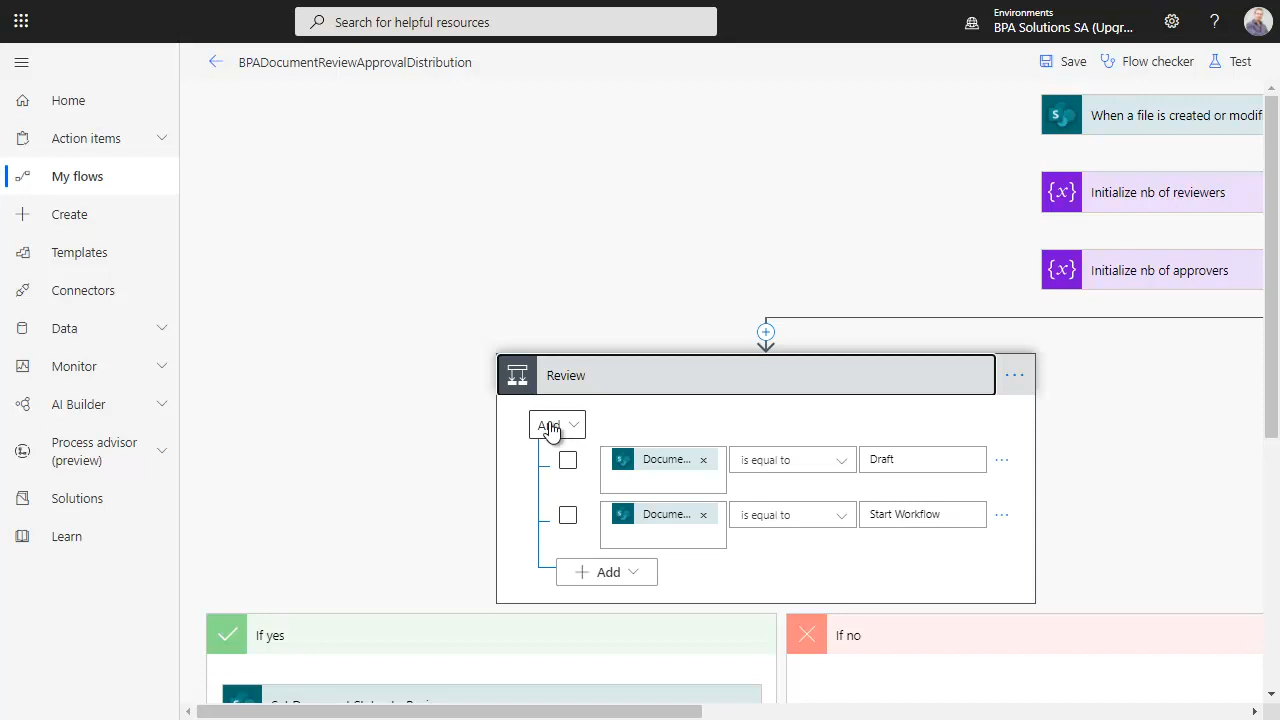 Search for helpful resources
Environments
BPA Solutions SA (Upgr...
?
BPADocumentReviewApprovalDistribution
Save
Flow checker
Test
Home
Action items
My flows
Create
Templates
Connectors
Data
Monitor
AI Builder
Process advisor
(preview)
Solutions
Learn
S
When a file is created or modif
{x}
Initialize nb of reviewers
{x}
Initialize nb of approvers
Review
...
Docume... × is equal to Draft ...
Docume... × is equal to Start Workflow ...
+ Add
If yes
If no